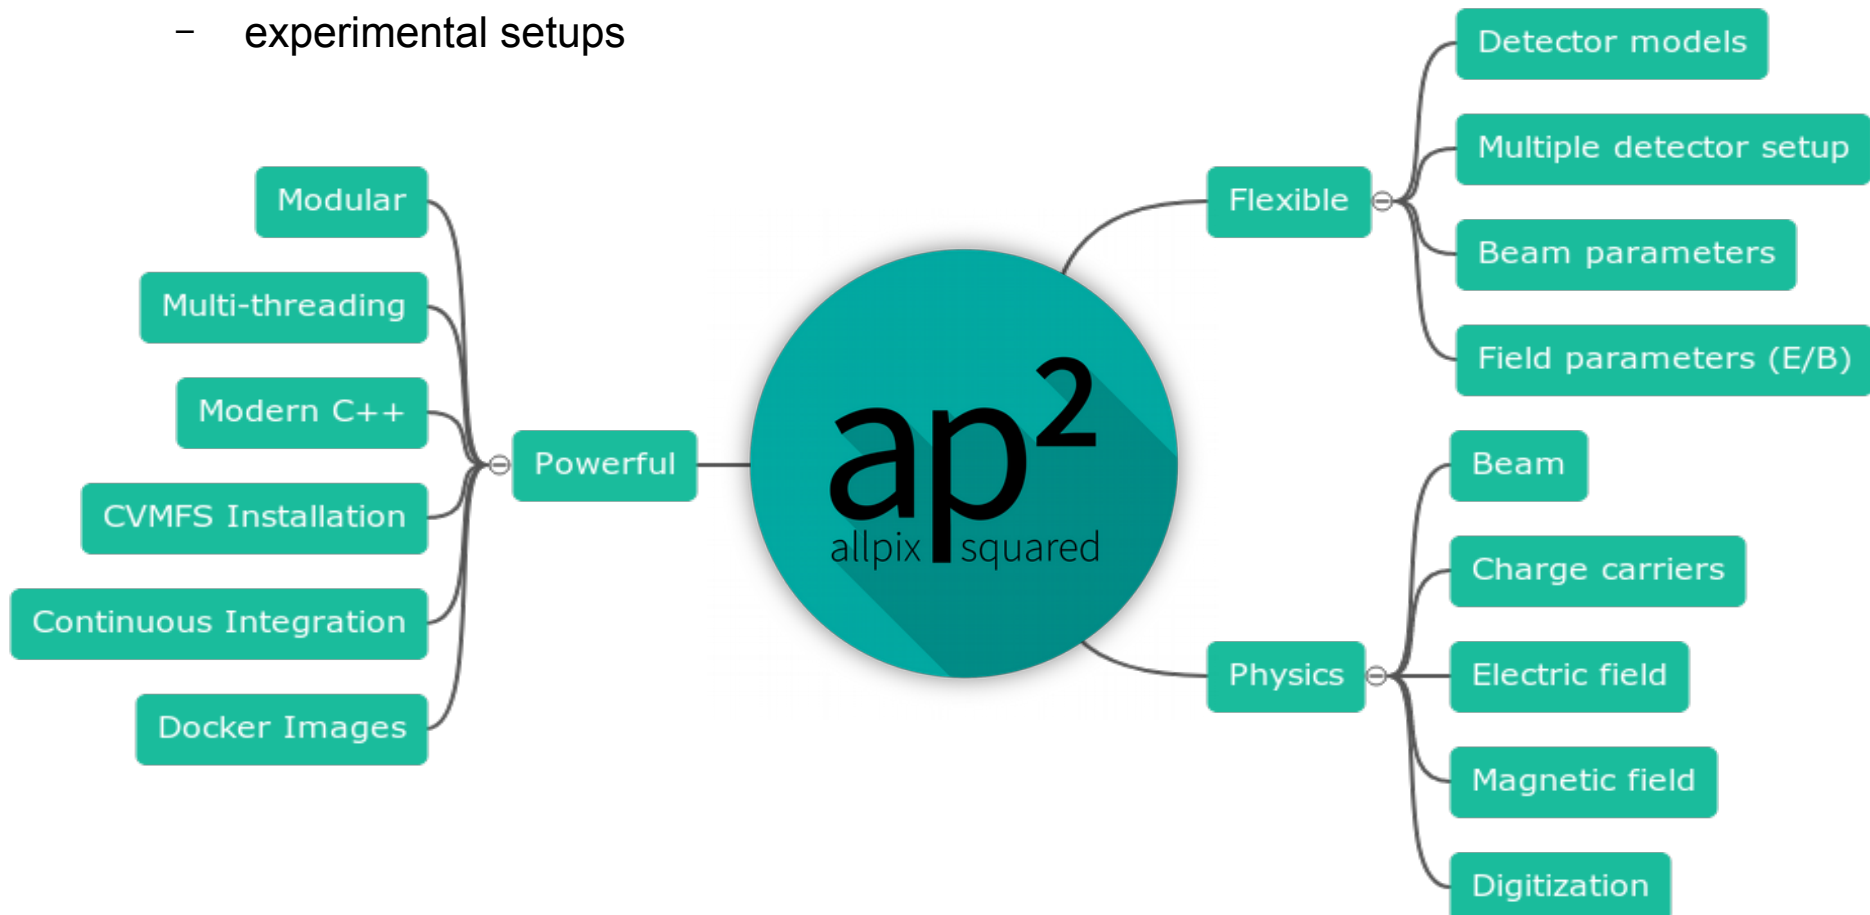 – experimental setups
Modular
Multi-threading
Modern C++
CVMFS Installation
Continuous Integration
Docker Images
Powerful
ap²
allpix squared
Flexible
Detector models
Multiple detector setup
Beam parameters
Field parameters (E/B)
Physics
Beam
Charge carriers
Electric field
Magnetic field
Digitization